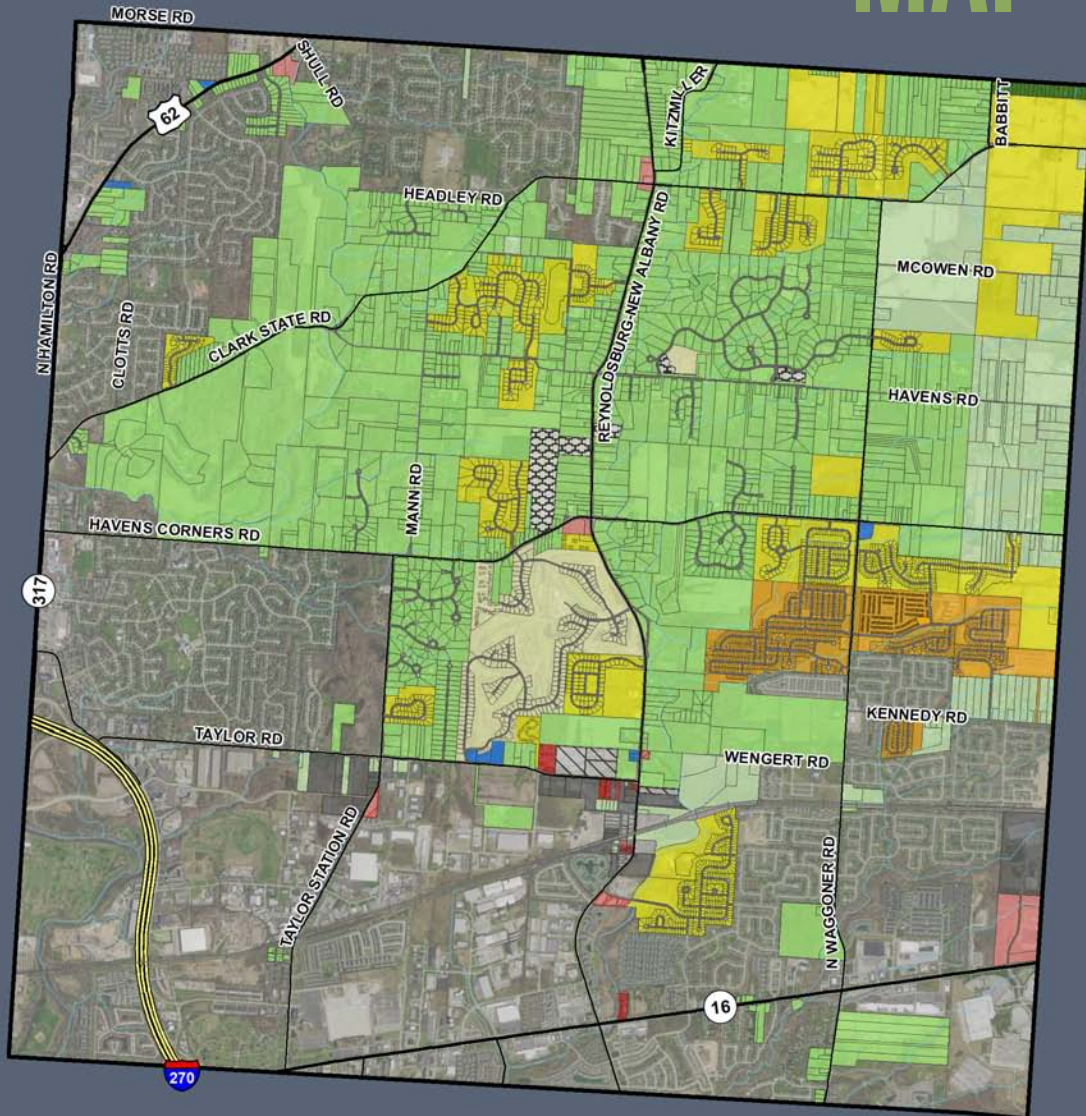 MAP
MORSE RD
SHULL RD
62
KITZMILLER
BABBITT
HEADLEY RD
REYNOLDSBURG-NEW ALBANY RD
MCOWEN RD
N HAMILTON RD
CLOTTS RD
CLARK STATE RD
HAVENS RD
MANN RD
HAVENS CORNERS RD
317
KENNEDY RD
TAYLOR RD
WENGERT RD
TAYLOR STATION RD
N WAGGONER RD
16
270